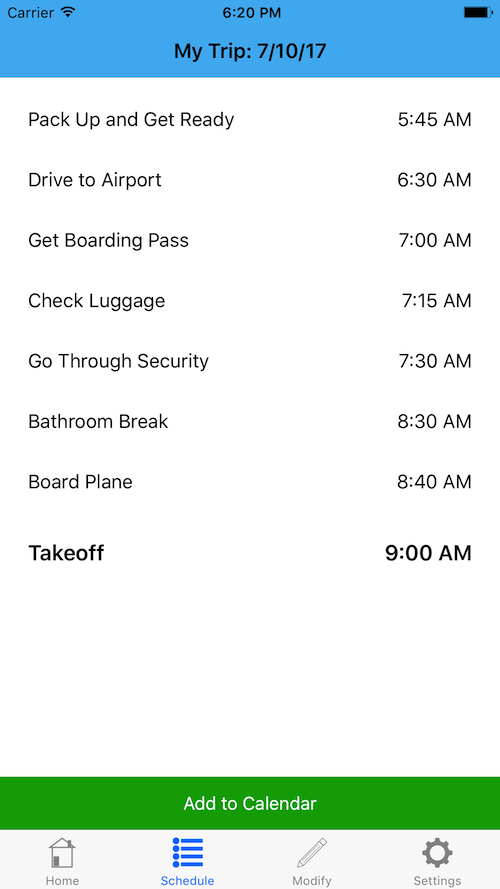 Carrier 6:20 PM
My Trip: 7/10/17
Pack Up and Get Ready 5:45 AM
Drive to Airport 6:30 AM
Get Boarding Pass 7:00 AM
Check Luggage 7:15 AM
Go Through Security 7:30 AM
Bathroom Break 8:30 AM
Board Plane 8:40 AM
Takeoff 9:00 AM
Add to Calendar
Home Schedule Modify Settings